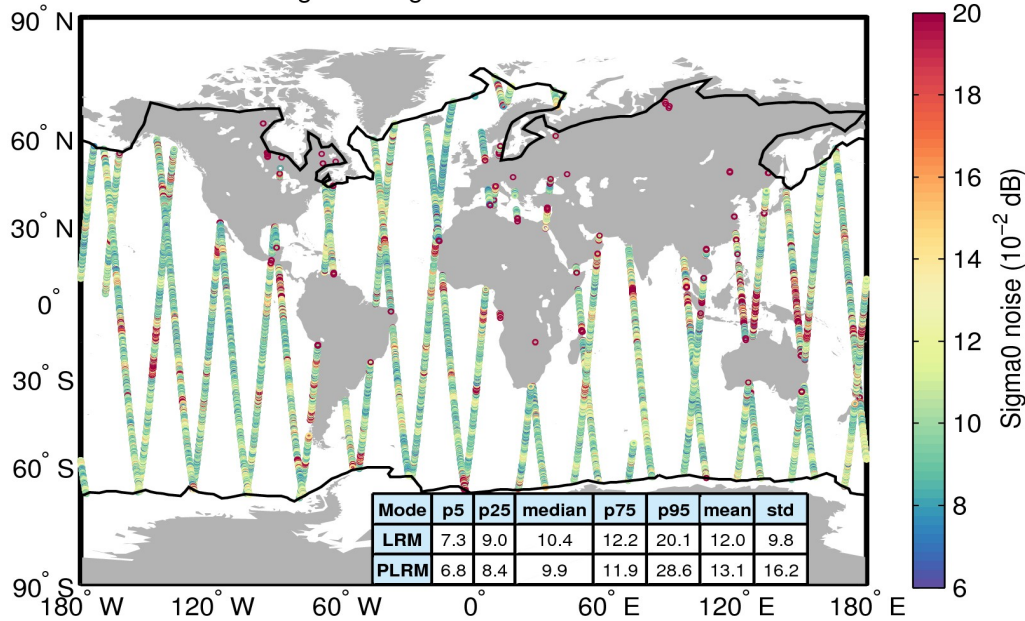 90° N
60° N
30° N
0°
30° S
60° S
90° S
180° W
120° W
60° W
0°
60° E
120° E
180° E
20
18
16
14
12
10
8
6
Sigma0 noise (10⁻² dB)
Mode p5 p25 median p75 p95 mean std
LRM 7.3 9.0 10.4 12.2 20.1 12.0 9.8
PLRM 6.8 8.4 9.9 11.9 28.6 13.1 16.2